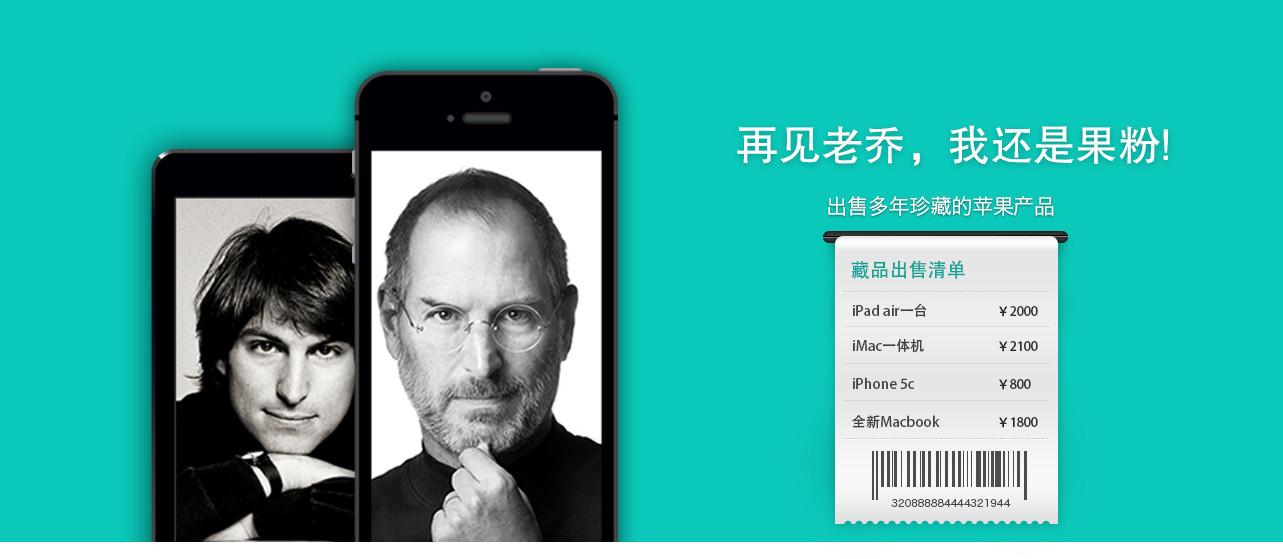 再见老乔，我还是果粉!
出售多年珍藏的苹果产品
藏品出售清单
iPad air一台 ￥2000
iMac一体机 ￥2100
iPhone 5c ￥800
全新Macbook ￥1800
320888884444321944